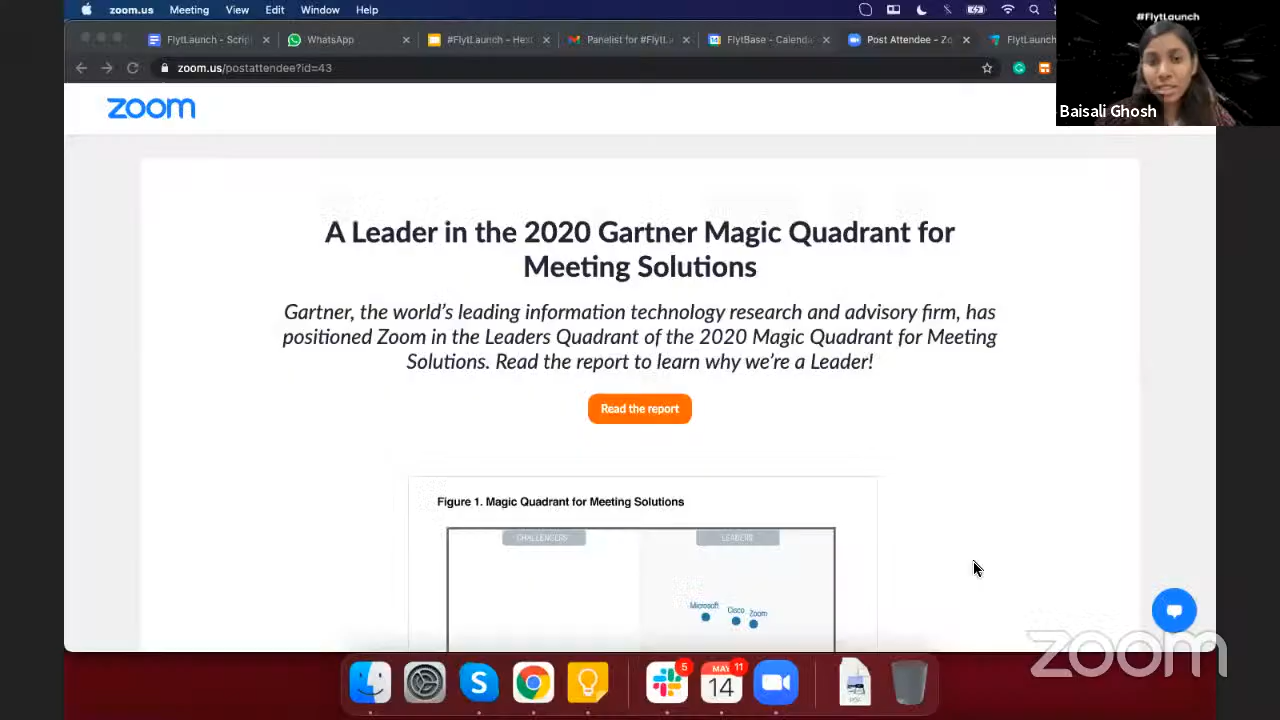 zoom.us Meeting View Edit Window Help
FlytLaunch - Script
WhatsApp
#FlytLaunch - Hex
Panelist for #FlytL
FlytBase - Calenda
Post Attendee - Zo
FlytLaunch
zoom.us/postattendee?id=43
#FlytLaunch
Baisali Ghosh
zoom
A Leader in the 2020 Gartner Magic Quadrant for
Meeting Solutions
Gartner, the world's leading information technology research and advisory firm, has
positioned Zoom in the Leaders Quadrant of the 2020 Magic Quadrant for Meeting
Solutions. Read the report to learn why we're a Leader!
Read the report
Figure 1. Magic Quadrant for Meeting Solutions
CHALLENGERS
LEADERS
Microsoft
Cisco
Zoom
zoom
S
5
MAY
11
14
PDF